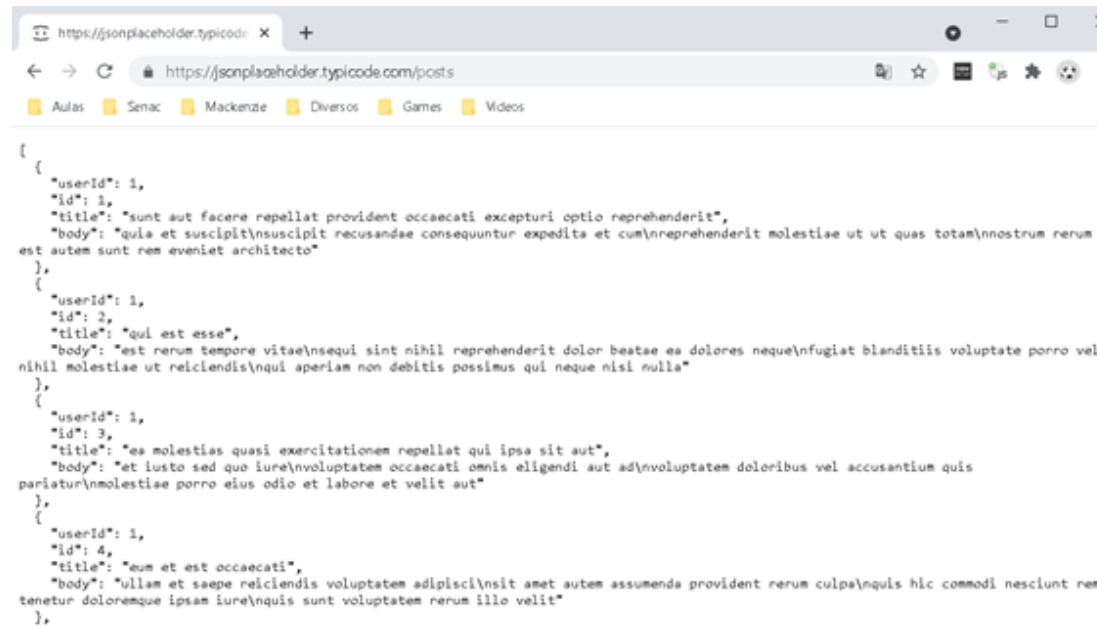 https://jsonplaceholder.typicode
https://jsonplaceholder.typicode.com/posts
Aulas Senac Mackenzie Diversos Games Videos
[
{
"userId": 1,
"id": 1,
"title": "sunt aut facere repellat provident occaecati excepturi optio reprehenderit",
"body": "quia et suscipit\nsuscipit recusandae consequuntur expedita et cum\nreprehenderit molestiae ut ut quas totam\nnostrum rerum
est autem sunt rem eveniet architecto"
},
{
"userId": 1,
"id": 2,
"title": "qui est esse",
"body": "est rerum tempore vitae\nsequi sint nihil reprehenderit dolor beatae ea dolores neque\nfugiat blanditiis voluptate porro vel
nihil molestiae ut reiciendis\nqui aperiam non debitis possimus qui neque nisi nulla"
},
{
"userId": 1,
"id": 3,
"title": "ea molestias quasi exercitationem repellat qui ipsa sit aut",
"body": "et iusto sed quo iure\nvoluptatem occaecati omnis eligendi aut ad\nvoluptatem doloribus vel accusantium quis
pariatur\nmolestiae porro eius odio et labore et velit aut"
},
{
"userId": 1,
"id": 4,
"title": "eum et est occaecati",
"body": "ullam et saepe reiciendis voluptatem adipisci\nsit amet autem assumenda provident rerum culpa\nquis hic commodi nesciunt rem
tenetur doloremque ipsam iure\nquis sunt voluptatem rerum illo velit"
},